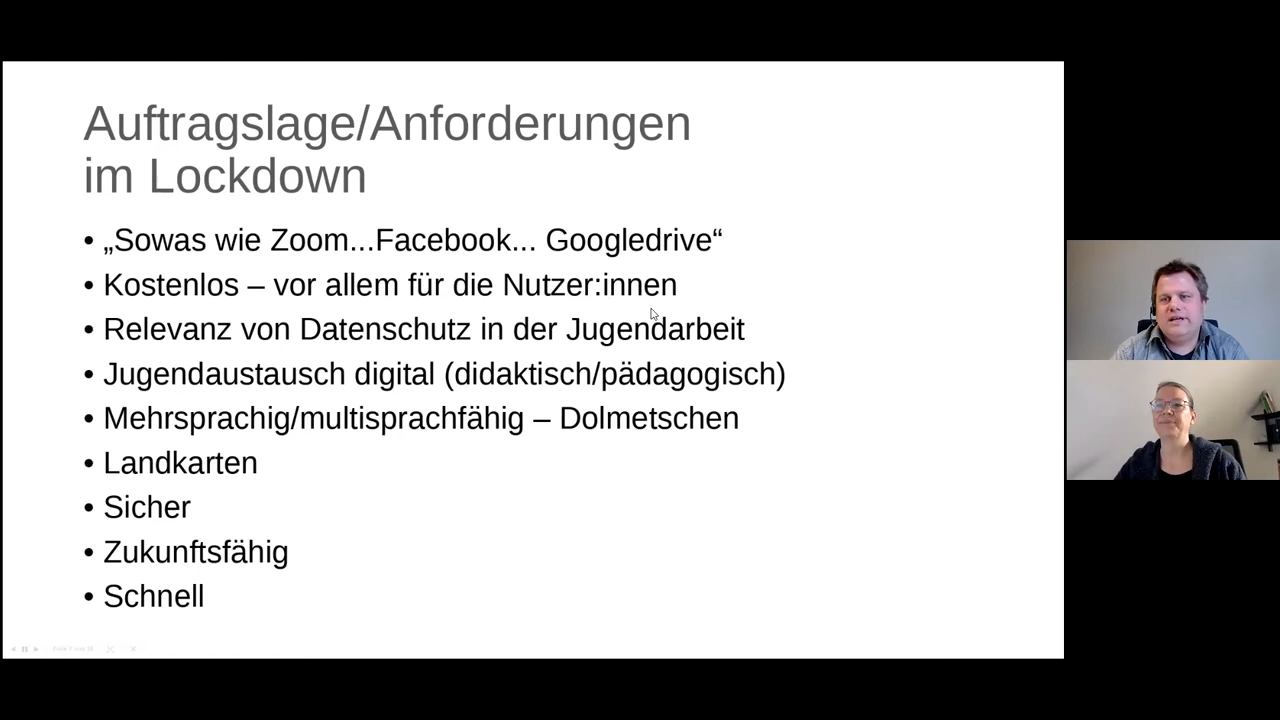 Auftragslage/Anforderungen
im Lockdown
• „Sowas wie Zoom...Facebook... Googledrive“
• Kostenlos – vor allem für die Nutzer:innen
• Relevanz von Datenschutz in der Jugendarbeit
• Jugendaustausch digital (didaktisch/pädagogisch)
• Mehrsprachig/multisprachfähig – Dolmetschen
• Landkarten
• Sicher
• Zukunftsfähig
• Schnell